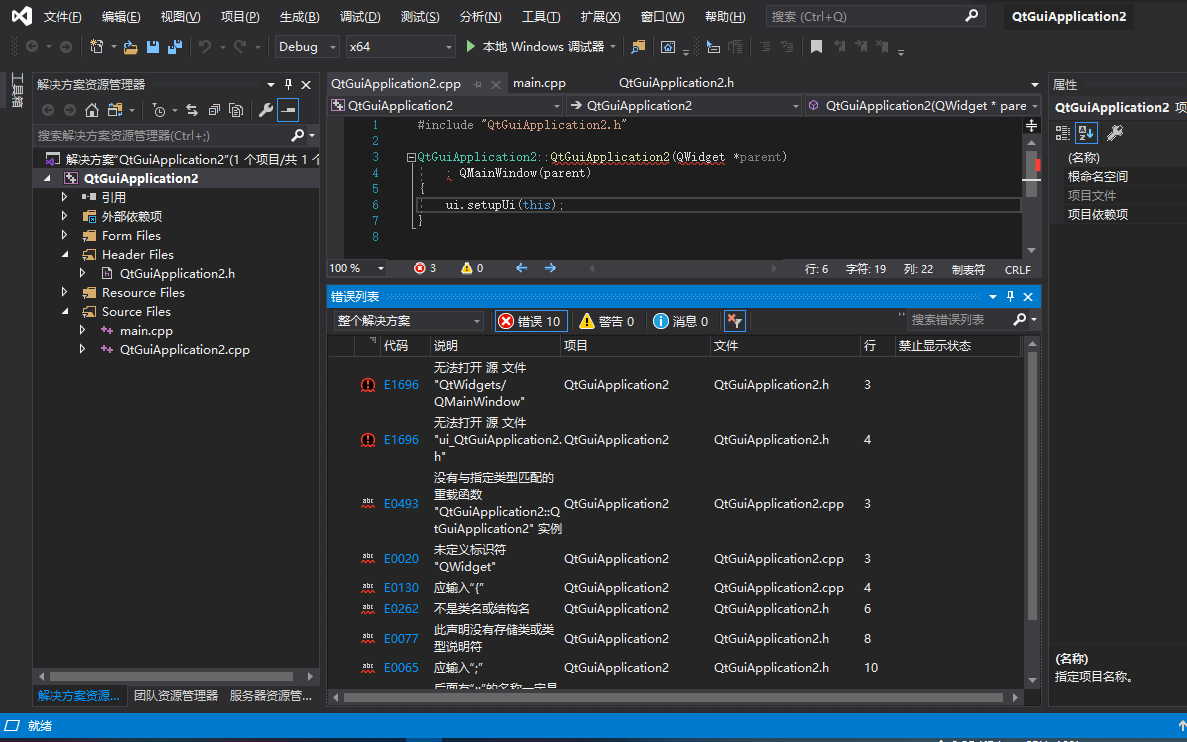 文件(F) 编辑(E) 视图(V) 项目(P) 生成(B) 调试(D) 测试(S) 分析(N) 工具(T) 扩展(X) 窗口(W) 帮助(H) 搜索 (Ctrl+Q) QtGuiApplication2
Debug x64 本地 Windows 调试器
工具箱
解决方案资源管理器
搜索解决方案资源管理器(Ctrl+;)
解决方案"QtGuiApplication2"(1 个项目/共 1 个
QtGuiApplication2
引用
外部依赖项
Form Files
Header Files
QtGuiApplication2.h
Resource Files
Source Files
main.cpp
QtGuiApplication2.cpp
解决方案资源... 团队资源管理器 服务器资源管...
QtGuiApplication2.cpp main.cpp QtGuiApplication2.h
QtGuiApplication2 QtGuiApplication2 QtGuiApplication2(QWidget * pare
1 #include "QtGuiApplication2.h"
2
3 QtGuiApplication2::QtGuiApplication2(QWidget *parent)
4 : QMainWindow(parent)
5 {
6 ui.setupUi(this);
7 }
8
100 % 3 0 行: 6 字符: 19 列: 22 制表符 CRLF
错误列表
整个解决方案 错误 10 警告 0 消息 0 搜索错误列表
代码 说明 项目 文件 行 禁止显示状态
E1696 无法打开 源 文件
"QtWidgets/
QMainWindow" QtGuiApplication2 QtGuiApplication2.h 3
E1696 无法打开 源 文件
"ui_QtGuiApplication2.
h" QtGuiApplication2 QtGuiApplication2.h 4
E0493 没有与指定类型匹配的
重载函数
"QtGuiApplication2::Q
tGuiApplication2" 实例 QtGuiApplication2 QtGuiApplication2.cpp 3
E0020 未定义标识符
"QWidget" QtGuiApplication2 QtGuiApplication2.cpp 3
E0130 应输入“{” QtGuiApplication2 QtGuiApplication2.cpp 4
E0262 不是类名或结构名 QtGuiApplication2 QtGuiApplication2.h 6
E0077 此声明没有存储类或类
型说明符 QtGuiApplication2 QtGuiApplication2.h 8
E0065 应输入“;” QtGuiApplication2 QtGuiApplication2.h 10
属性
QtGuiApplication2 项
(名称)
根命名空间
项目文件
项目依赖项
(名称)
指定项目名称。
就绪